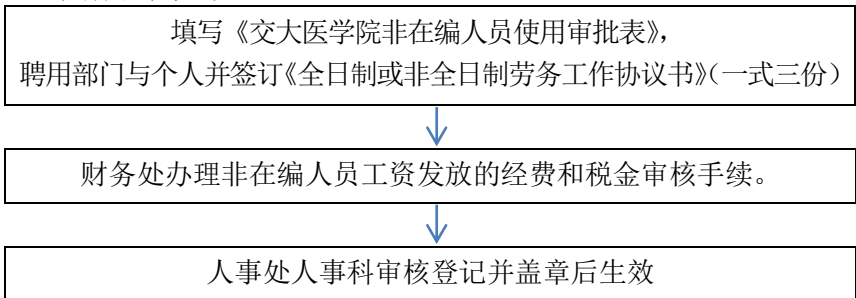 填写《交大医学院非在编人员使用审批表》，
聘用部门与个人并签订《全日制或非全日制劳务工作协议书》（一式三份）
财务处办理非在编人员工资发放的经费和税金审核手续。
人事处人事科审核登记并盖章后生效